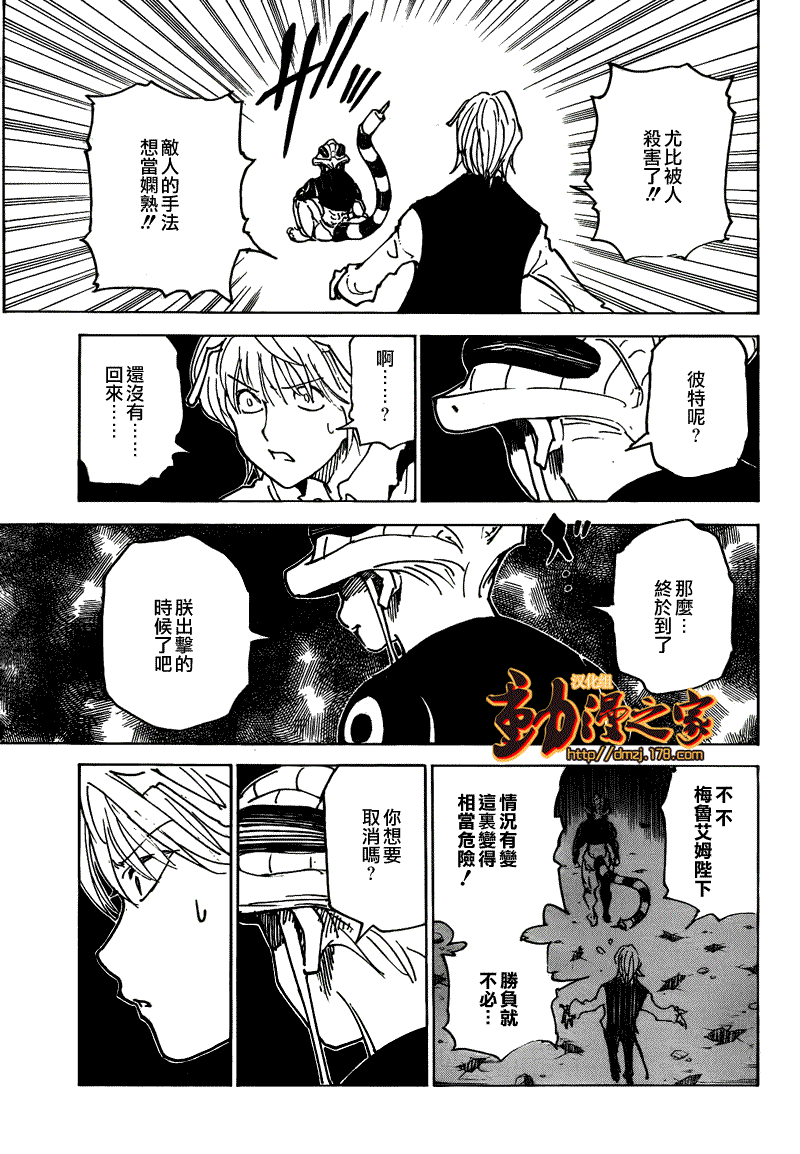 尤比被人
殺害了!!
敵人的手法
想當嫻熟!!
彼特呢?
啊……?
還沒有……
回來……
那麼…
終於到了
朕出擊的
時候了吧
汉化组
動漫之家
http://dmzj.178.com
不不
梅魯艾姆陛下
情況有變
這裏變得
相當危險!
勝負就
不必…
你想要
取消嗎?